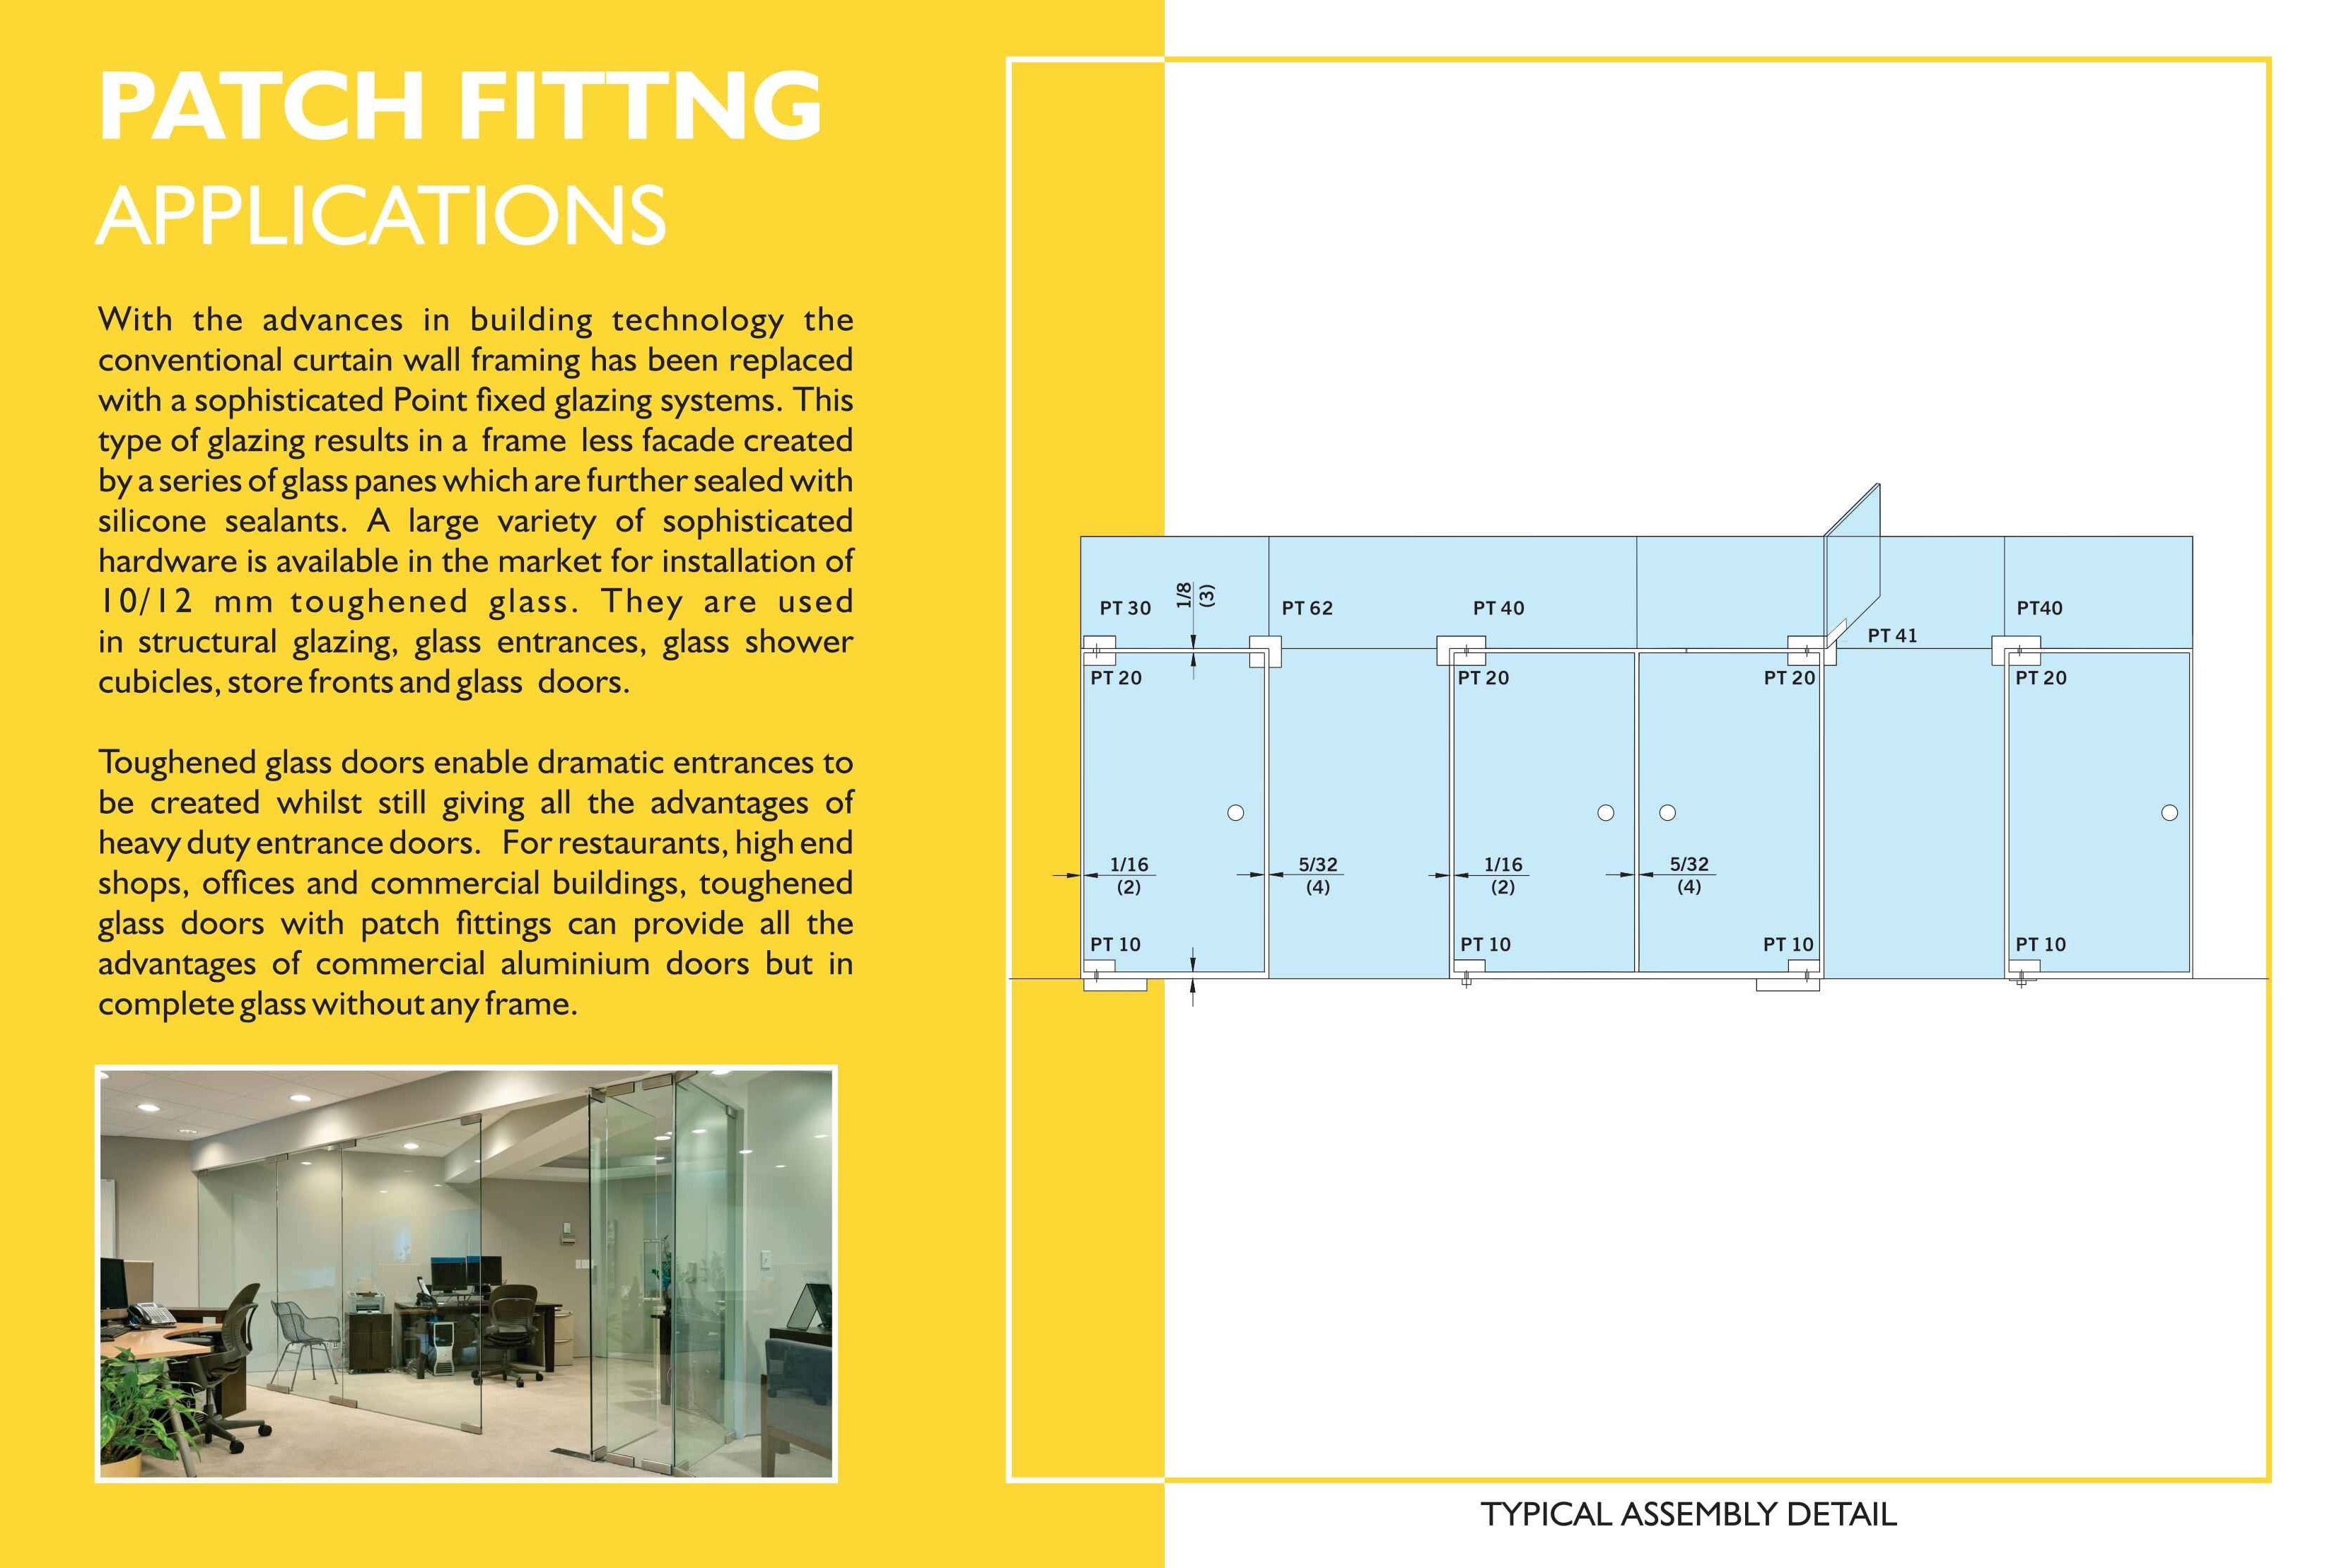 PATCH FITTNG
APPLICATIONS
With the advances in building technology the
conventional curtain wall framing has been replaced
with a sophisticated Point fixed glazing systems. This
type of glazing results in a frame less facade created
by a series of glass panes which are further sealed with
silicone sealants. A large variety of sophisticated
hardware is available in the market for installation of
10/12 mm toughened glass. They are used
in structural glazing, glass entrances, glass shower
cubicles, store fronts and glass doors.
Toughened glass doors enable dramatic entrances to
be created whilst still giving all the advantages of
heavy duty entrance doors. For restaurants, high end
shops, offices and commercial buildings, toughened
glass doors with patch fittings can provide all the
advantages of commercial aluminium doors but in
complete glass without any frame.
PT 30
1/8
(3)
PT 62
PT 40
PT 41
PT40
PT 20
PT 20
PT 20
PT 20
1/16
(2)
5/32
(4)
1/16
(2)
5/32
(4)
PT 10
PT 10
PT 10
PT 10
TYPICAL ASSEMBLY DETAIL